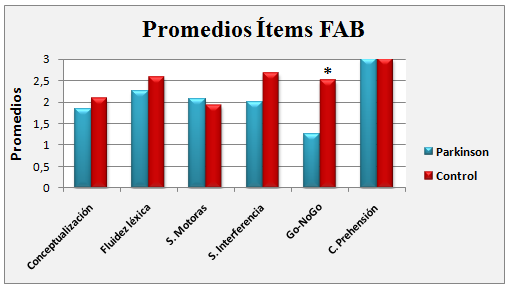 Promedios Ítems FAB
Promedios
3
2,5
2
1,5
1
0,5
0
*
Conceptualización
Fluidez léxica
S. Motoras
S. Interferencia
Go-NoGo
C. Prehensión
Parkinson
Control